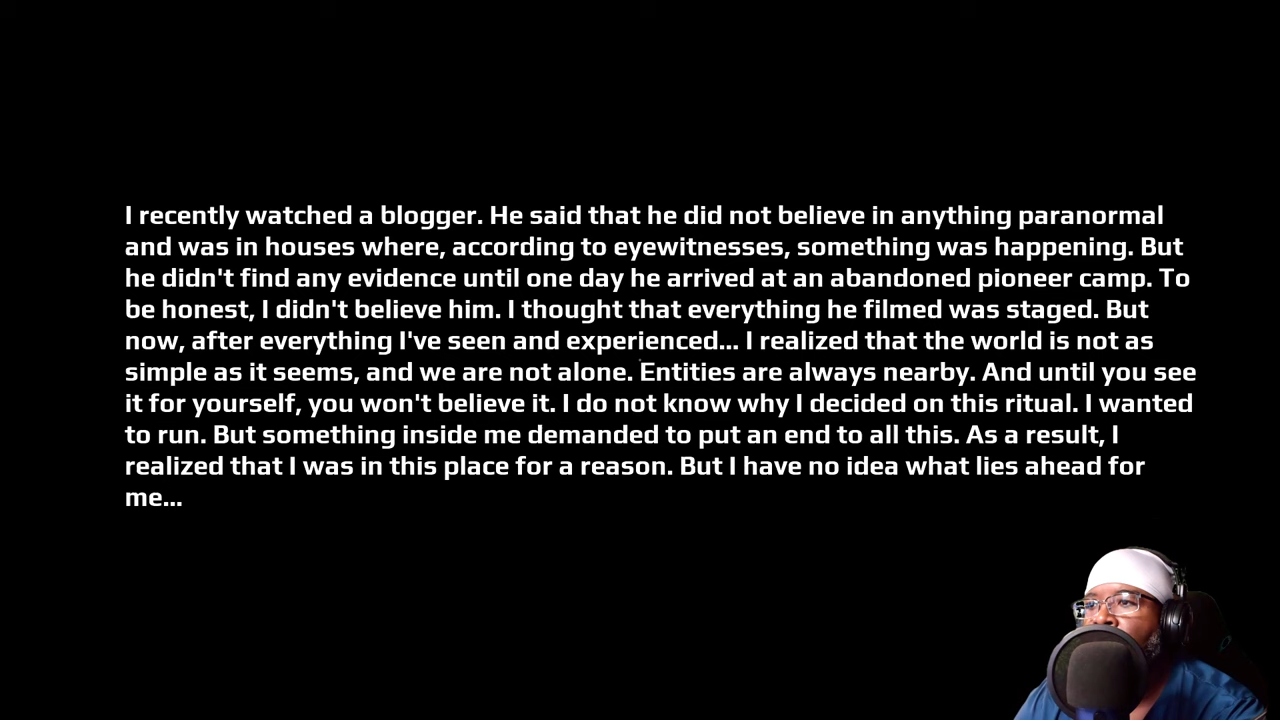 I recently watched a blogger. He said that he did not believe in anything paranormal
and was in houses where, according to eyewitnesses, something was happening. But
he didn't find any evidence until one day he arrived at an abandoned pioneer camp. To
be honest, I didn't believe him. I thought that everything he filmed was staged. But
now, after everything I've seen and experienced... I realized that the world is not as
simple as it seems, and we are not alone. Entities are always nearby. And until you see
it for yourself, you won't believe it. I do not know why I decided on this ritual. I wanted
to run. But something inside me demanded to put an end to all this. As a result, I
realized that I was in this place for a reason. But I have no idea what lies ahead for
me...